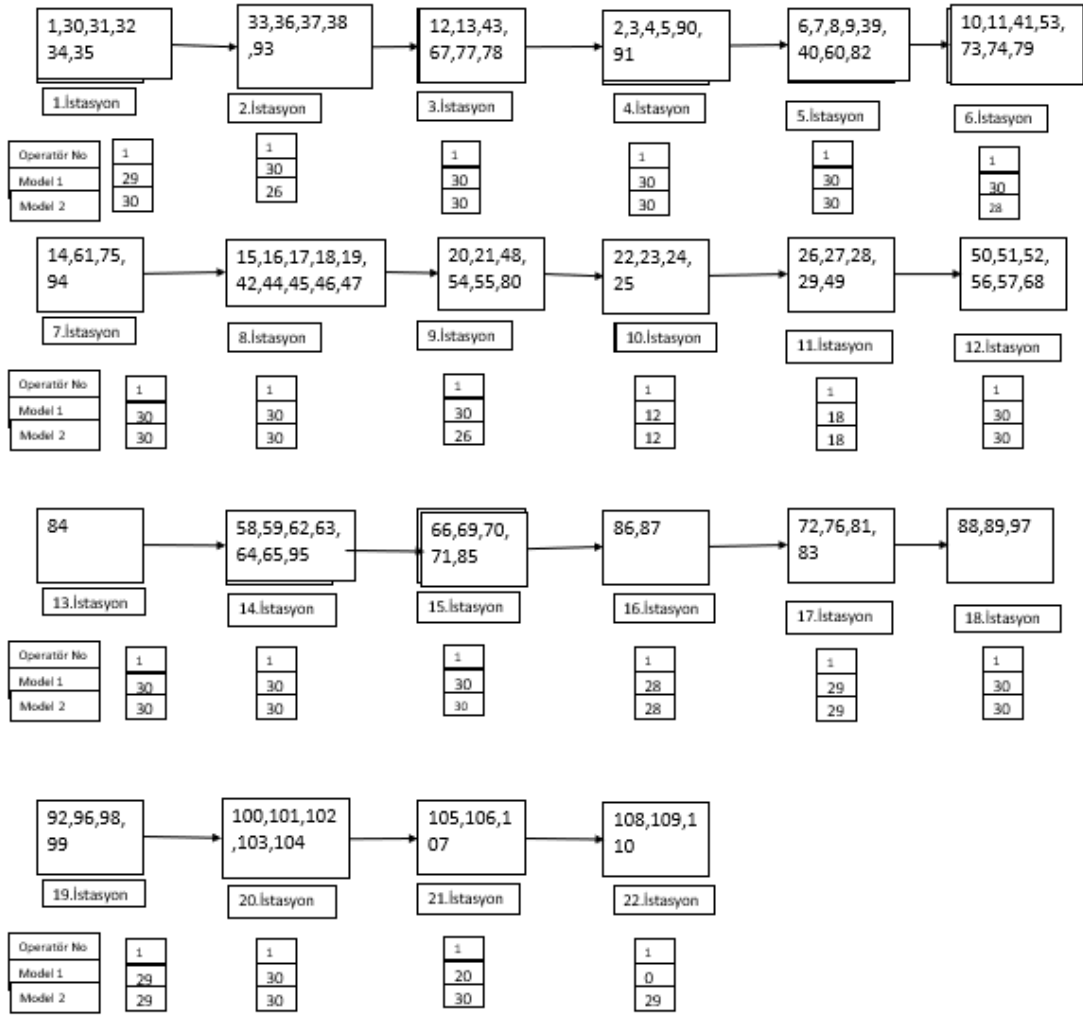 1,30,31,32
34,35
33,36,37,38
,93
12,13,43,
67,77,78
2,3,4,5,90,
91
6,7,8,9,39,
40,60,82
10,11,41,53,
73,74,79
1.İstasyon
2.İstasyon
3.İstasyon
4.İstasyon
5.İstasyon
6.İstasyon
Operatör No 1 1 1 1 1 1
Model 1 29 30 30 30 30 30
Model 2 30 26 30 30 30 28
14,61,75,
94
15,16,17,18,19,
42,44,45,46,47
20,21,48,
54,55,80
22,23,24,
25
26,27,28,
29,49
50,51,52,
56,57,68
7.İstasyon
8.İstasyon
9.İstasyon
10.İstasyon
11.İstasyon
12.İstasyon
Operatör No 1 1 1 1 1 1
Model 1 30 30 30 12 18 30
Model 2 30 30 26 12 18 30
84
58,59,62,63,
64,65,95
66,69,70,
71,85
86,87
72,76,81,
83
88,89,97
13.İstasyon
14.İstasyon
15.İstasyon
16.İstasyon
17.İstasyon
18.İstasyon
Operatör No 1 1 1 1 1 1
Model 1 30 30 30 28 29 30
Model 2 30 30 30 28 29 30
92,96,98,
99
100,101,102
,103,104
105,106,1
07
108,109,1
10
19.İstasyon
20.İstasyon
21.İstasyon
22.İstasyon
Operatör No 1 1 1 1
Model 1 29 30 20 0
Model 2 29 30 30 29